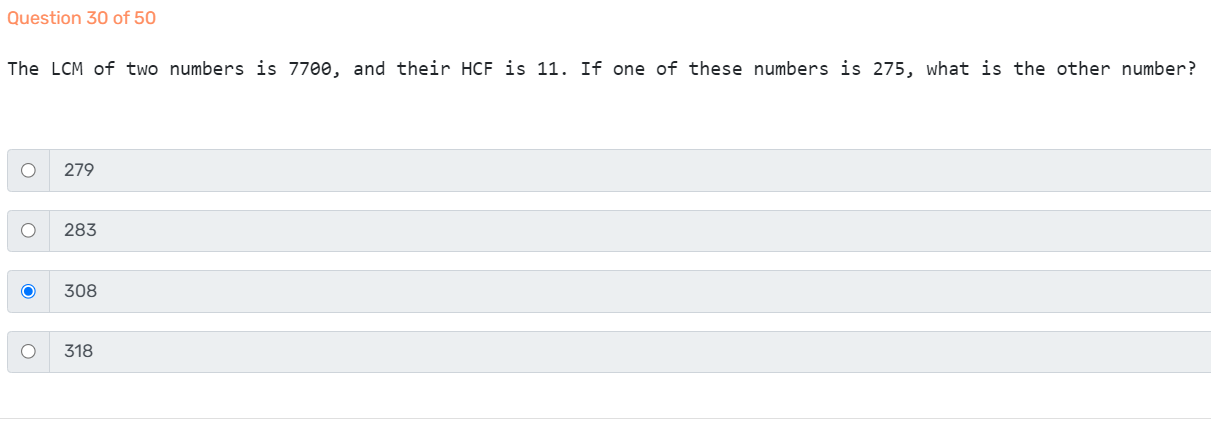 Question 30 of 50
The LCM of two numbers is 7700, and their HCF is 11. If one of these numbers is 275, what is the other number?
279
283
308
318